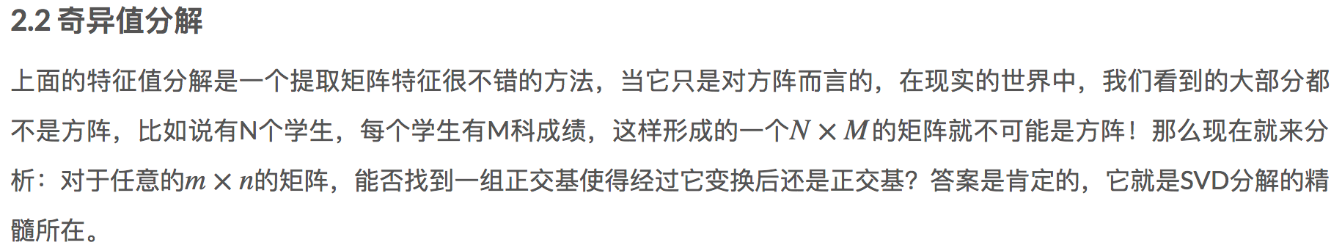 2.2 奇异值分解
上面的特征值分解是一个提取矩阵特征很不错的方法，当它只是对方阵而言的，在现实的世界中，我们看到的大部分都
不是方阵，比如说有N个学生，每个学生有M科成绩，这样形成的一个N × M的矩阵就不可能是方阵！那么现在就来分
析：对于任意的m × n的矩阵，能否找到一组正交基使得经过它变换后还是正交基？答案是肯定的，它就是SVD分解的精
髓所在。